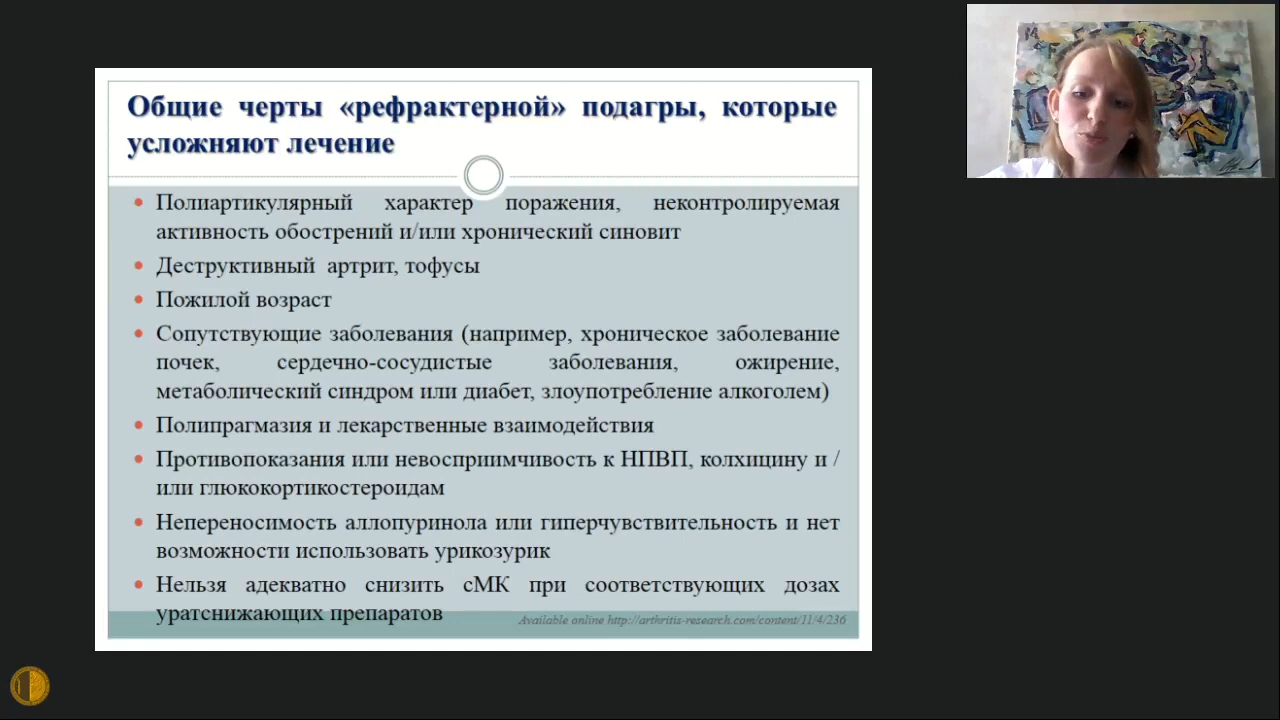 Общие черты «рефрактерной» подагры, которые
усложняют лечение
• Полиартикулярный характер поражения, неконтролируемая
активность обострений и/или хронический синовит
• Деструктивный артрит, тофусы
• Пожилой возраст
• Сопутствующие заболевания (например, хроническое заболевание
почек, сердечно-сосудистые заболевания, ожирение,
метаболический синдром или диабет, злоупотребление алкоголем)
• Полипрагмазия и лекарственные взаимодействия
• Противопоказания или невосприимчивость к НПВП, колхицину и /
или глюкокортикостероидам
• Непереносимость аллопуринола или гиперчувствительность и нет
возможности использовать урикозурик
• Нельзя адекватно снизить сМК при соответствующих дозах
уратснижающих препаратов
Available online http://arthritis-research.com/content/11/4/236